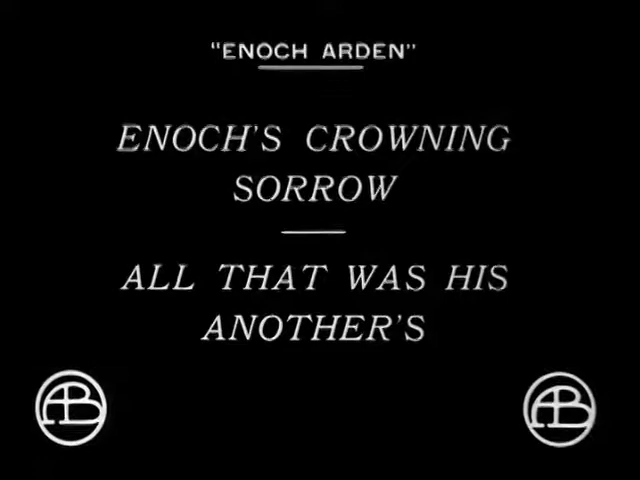 "ENOCH ARDEN"
ENOCH'S CROWNING
SORROW
ALL THAT WAS HIS
ANOTHER'S
AB AB